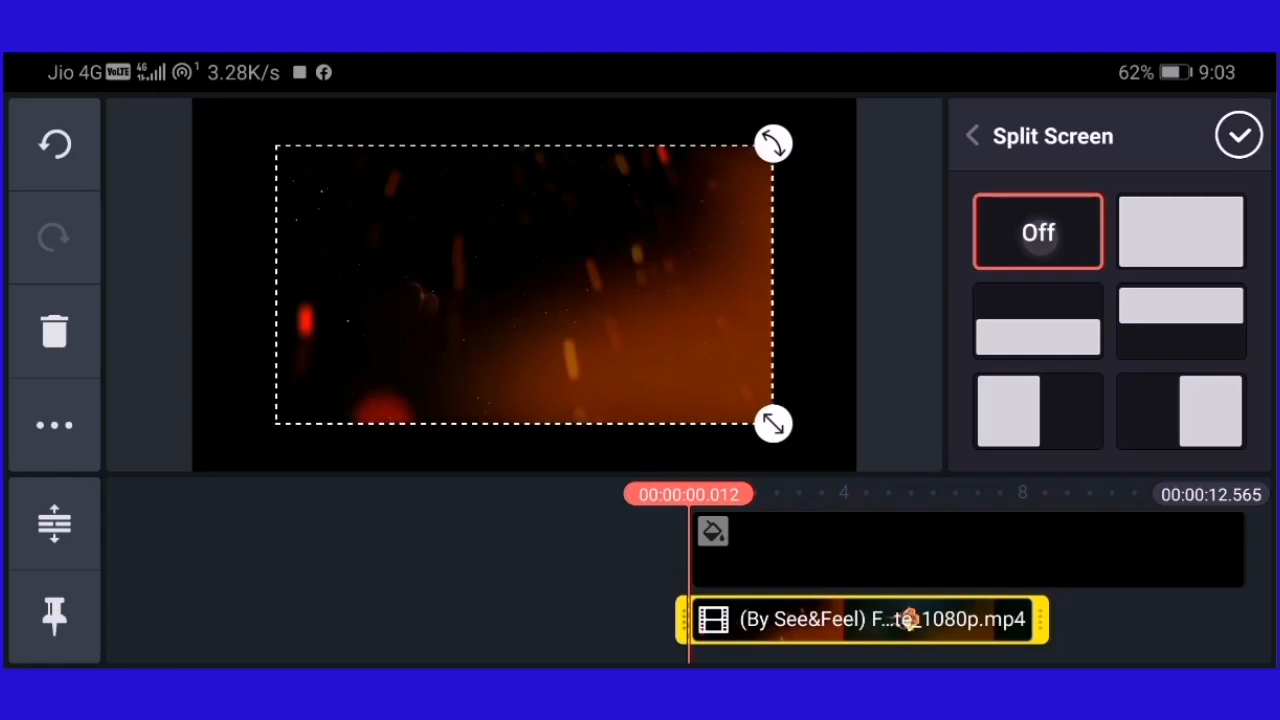 Jio 4G VoLTE 4G 1 3.28K/s 62% 9:03
Split Screen
Off
00:00:00.012 4 8 00:00:12.565
(By See&Feel) F...te_1080p.mp4